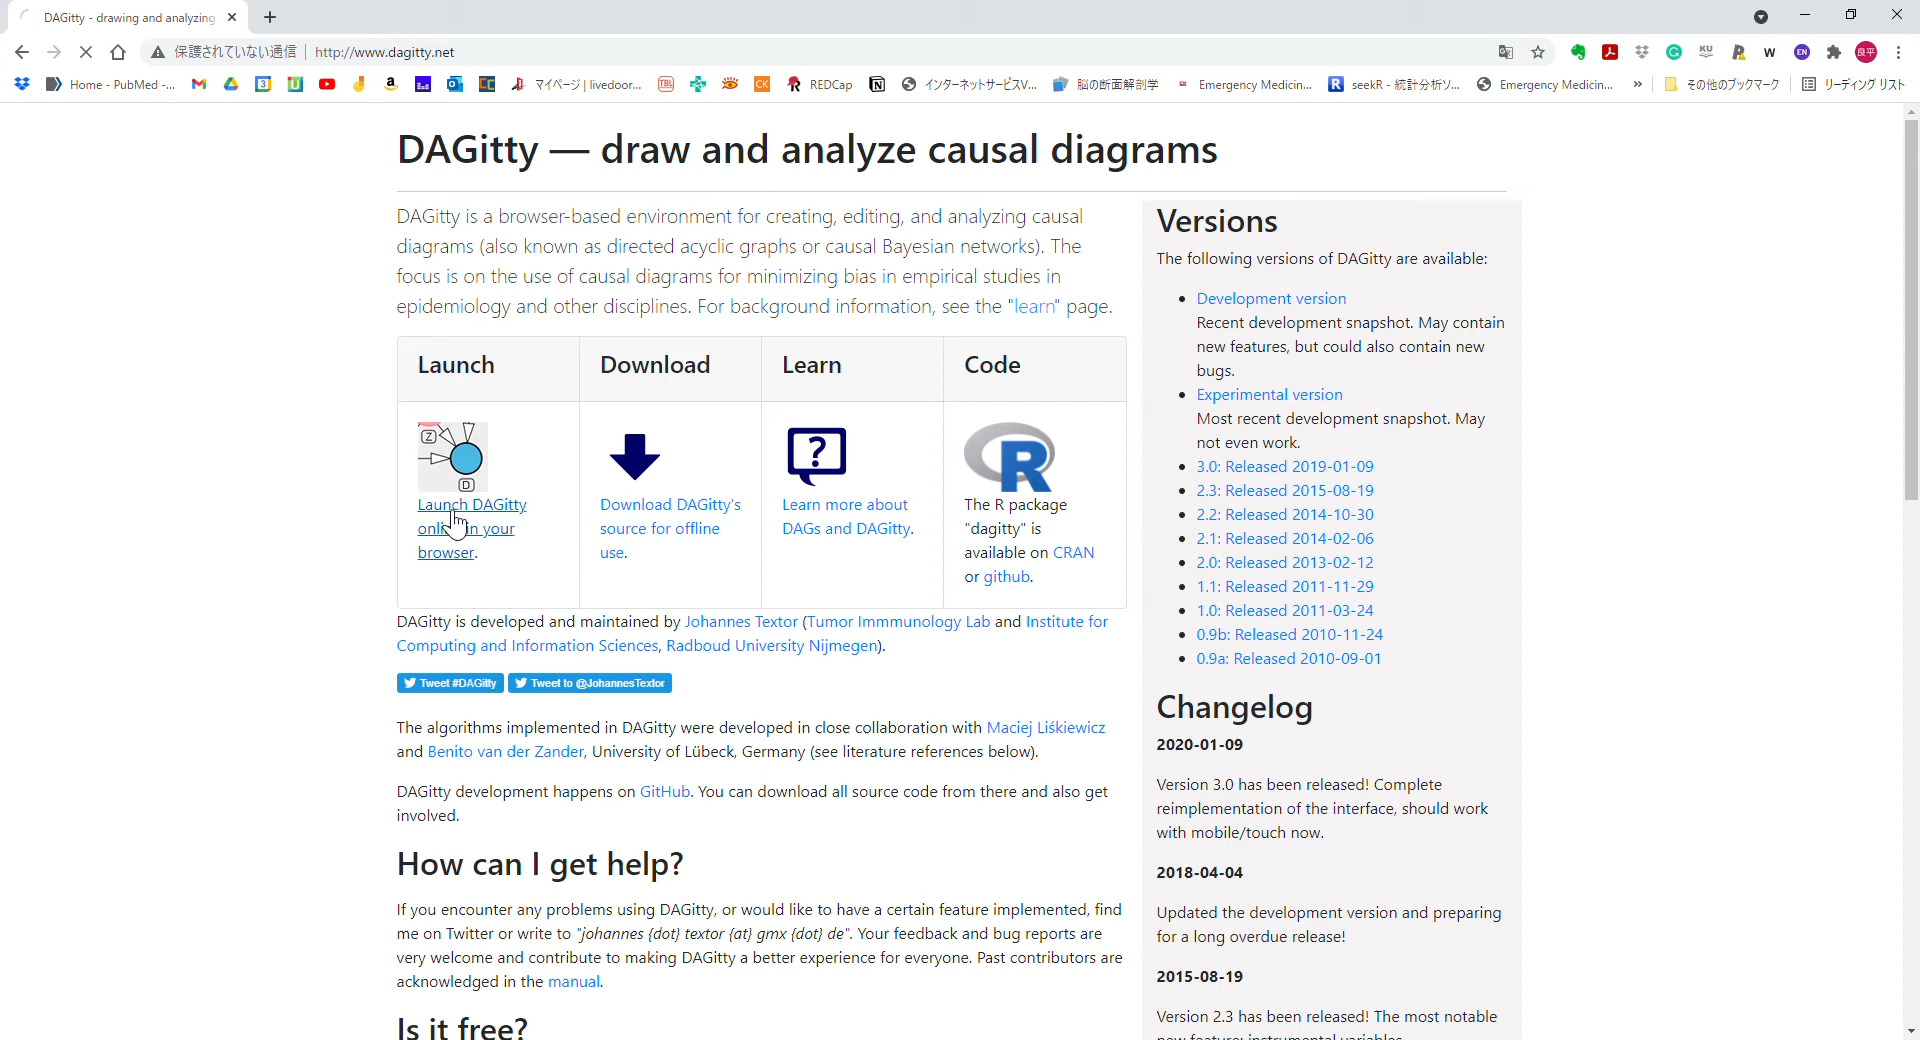 DAGitty - drawing and analyzing
保護されていない通信 | http://www.dagitty.net
Home - PubMed -...
マイページ | livedoor...
TBL
CK
REDCap
インターネットサービスV...
脳の断面解剖学
Emergency Medicin...
seekR - 統計分析ソ...
Emergency Medicin...
»
その他のブックマーク
リーディング リスト
DAGitty — draw and analyze causal diagrams
DAGitty is a browser-based environment for creating, editing, and analyzing causal
diagrams (also known as directed acyclic graphs or causal Bayesian networks). The
focus is on the use of causal diagrams for minimizing bias in empirical studies in
epidemiology and other disciplines. For background information, see the "learn" page.
Launch
Download
Learn
Code
Z
D
Launch DAGitty
online in your
browser.
Download DAGitty's
source for offline
use.
?
Learn more about
DAGs and DAGitty.
R
The R package
"dagitty" is
available on CRAN
or github.
DAGitty is developed and maintained by Johannes Textor (Tumor Immmunology Lab and Institute for
Computing and Information Sciences, Radboud University Nijmegen).
Tweet #DAGitty
Tweet to @JohannesTextor
The algorithms implemented in DAGitty were developed in close collaboration with Maciej Liśkiewicz
and Benito van der Zander, University of Lübeck, Germany (see literature references below).
DAGitty development happens on GitHub. You can download all source code from there and also get
involved.
How can I get help?
If you encounter any problems using DAGitty, or would like to have a certain feature implemented, find
me on Twitter or write to "johannes {dot} textor {at} gmx {dot} de". Your feedback and bug reports are
very welcome and contribute to making DAGitty a better experience for everyone. Past contributors are
acknowledged in the manual.
Is it free?
Versions
The following versions of DAGitty are available:
Development version
Recent development snapshot. May contain
new features, but could also contain new
bugs.
Experimental version
Most recent development snapshot. May
not even work.
3.0: Released 2019-01-09
2.3: Released 2015-08-19
2.2: Released 2014-10-30
2.1: Released 2014-02-06
2.0: Released 2013-02-12
1.1: Released 2011-11-29
1.0: Released 2011-03-24
0.9b: Released 2010-11-24
0.9a: Released 2010-09-01
Changelog
2020-01-09
Version 3.0 has been released! Complete
reimplementation of the interface, should work
with mobile/touch now.
2018-04-04
Updated the development version and preparing
for a long overdue release!
2015-08-19
Version 2.3 has been released! The most notable
new feature: instrumental variables